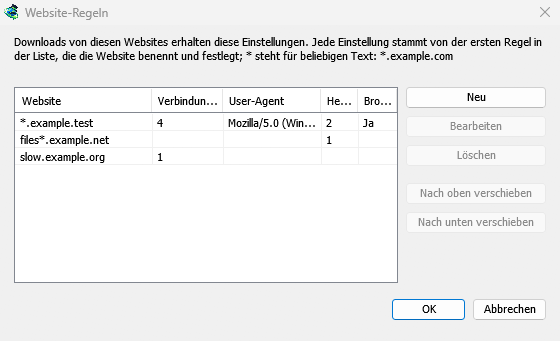 Website-Regeln
Downloads von diesen Websites erhalten diese Einstellungen. Jede Einstellung stammt von der ersten Regel in
der Liste, die die Website benennt und festlegt; * steht für beliebigen Text: *.example.com
Website Verbindun... User-Agent He... Bro...
*.example.test 4 Mozilla/5.0 (Win... 2 Ja
files*.example.net 1
slow.example.org 1
Neu
Bearbeiten
Löschen
Nach oben verschieben
Nach unten verschieben
OK Abbrechen